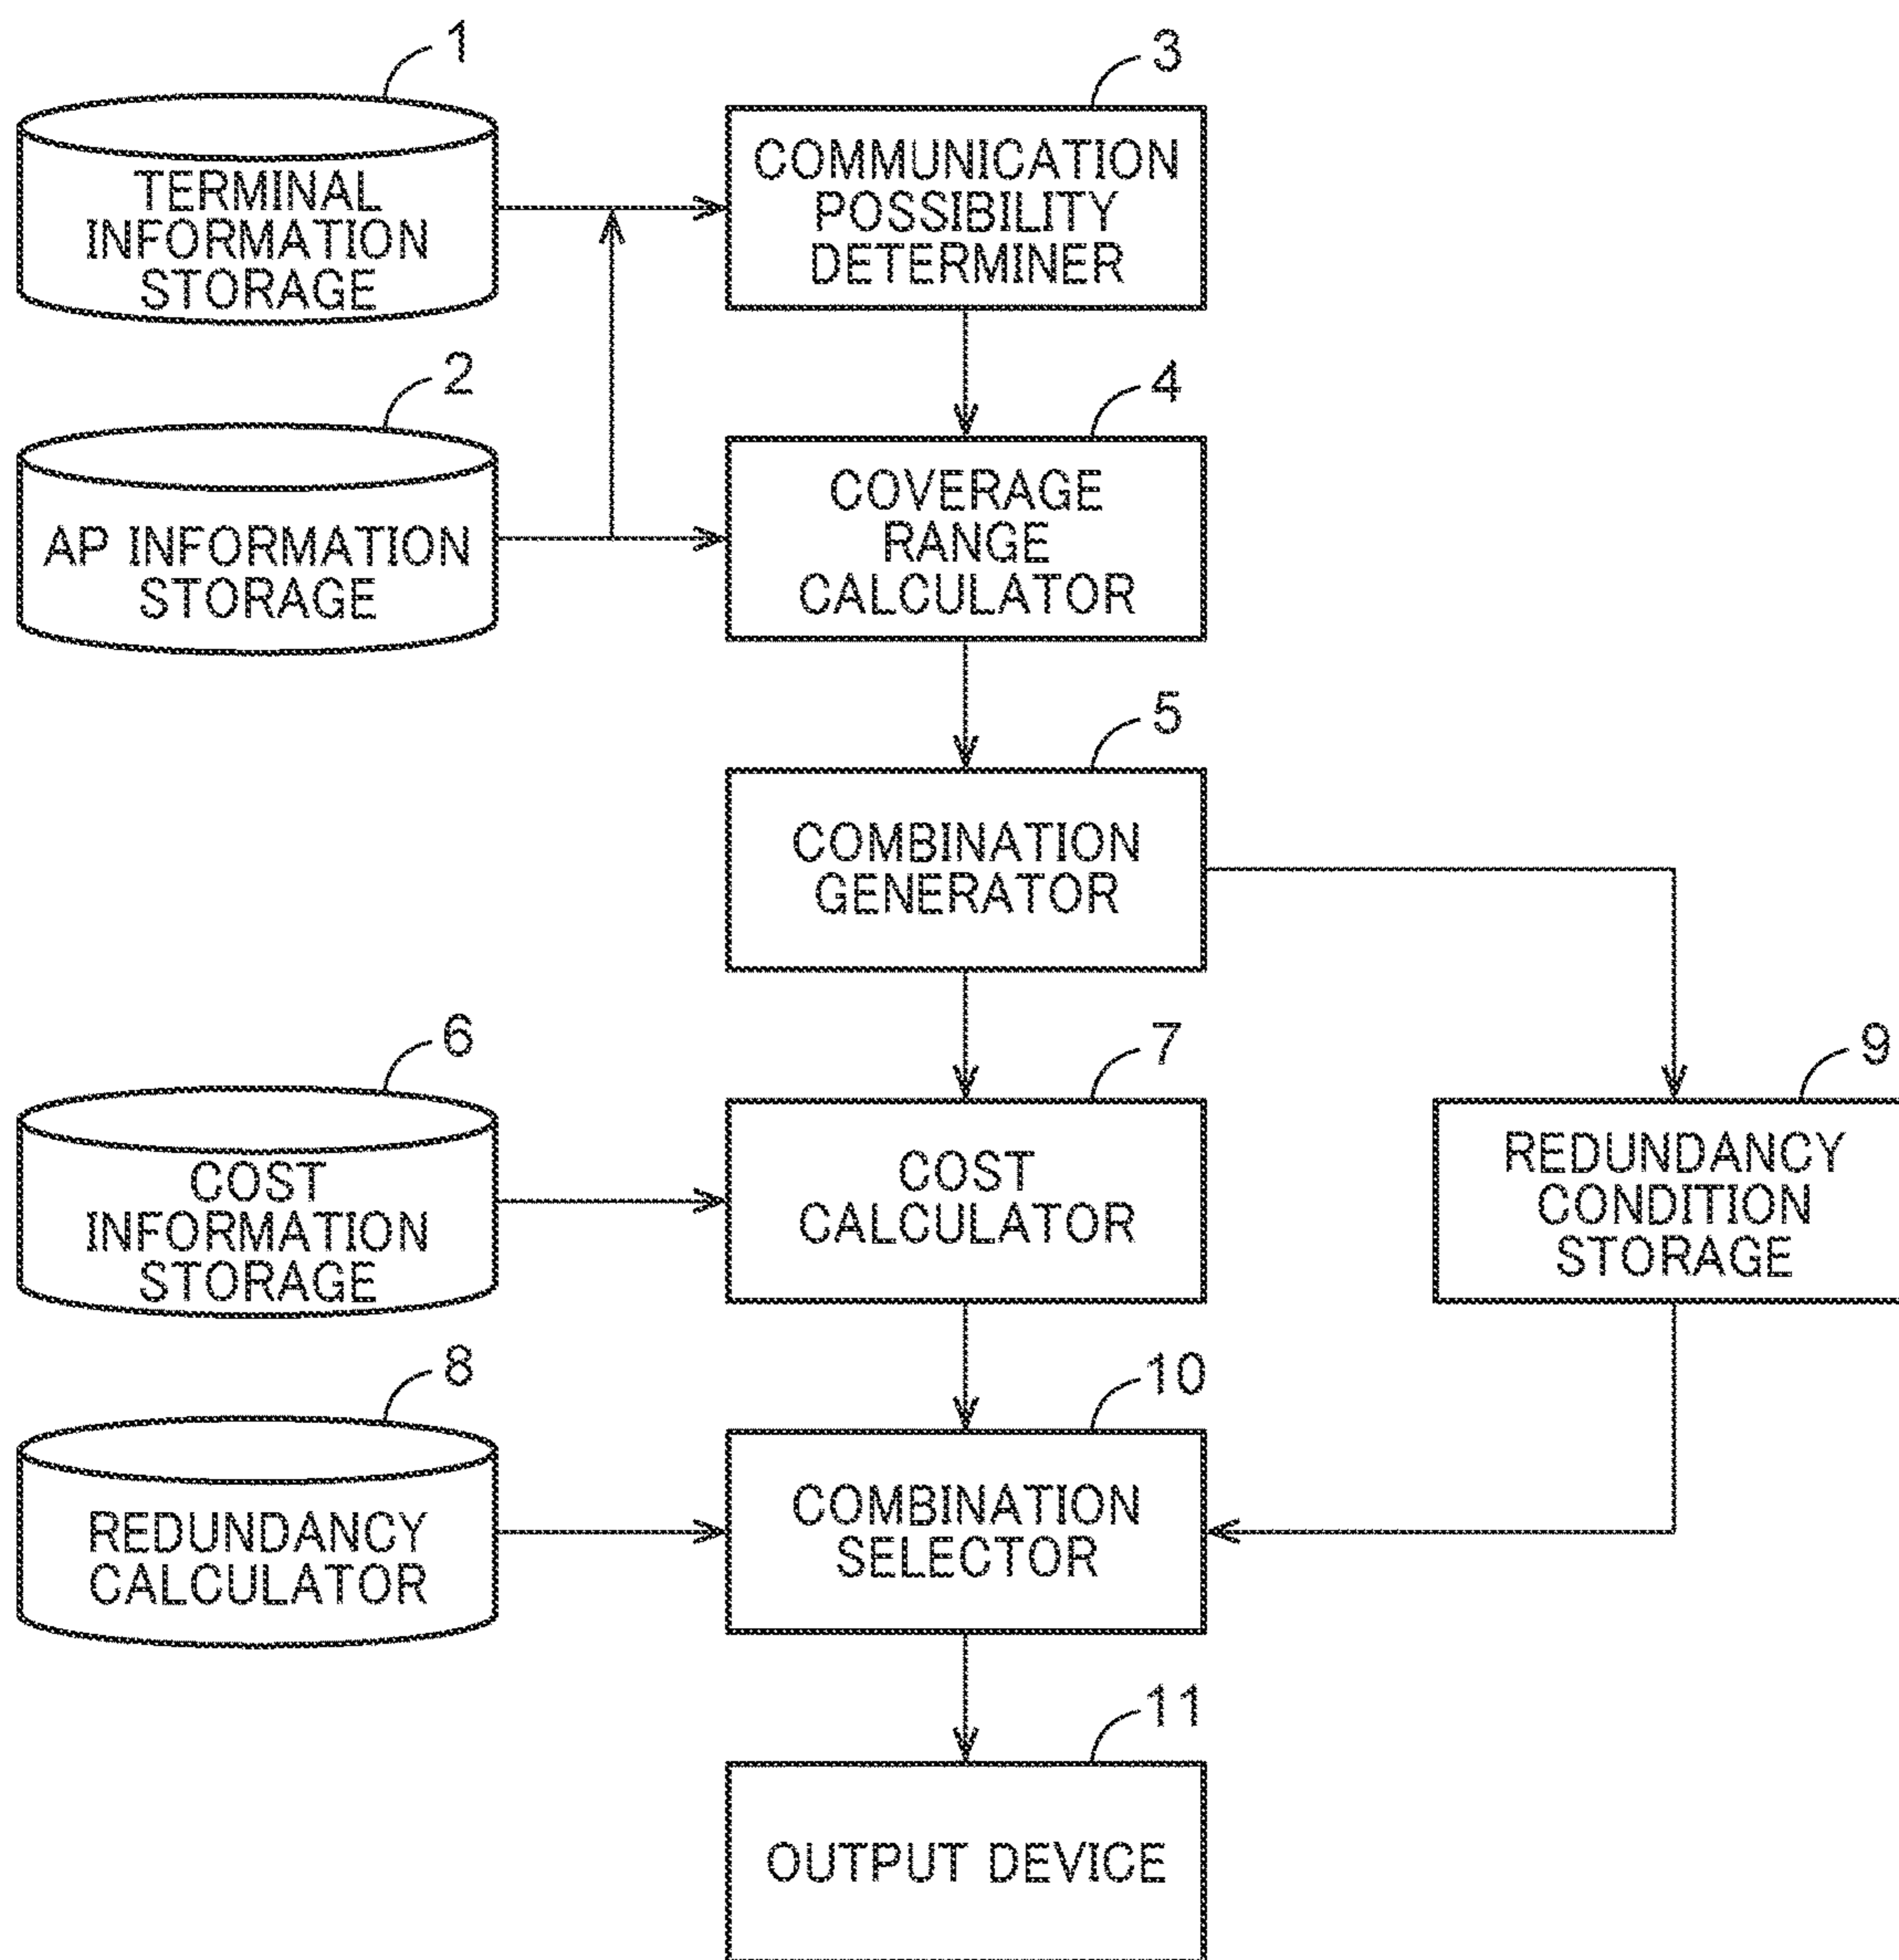 1
TERMINAL
INFORMATION
STORAGE
3
COMMUNICATION
POSSIBILITY
DETERMINER
2
AP INFORMATION
STORAGE
4
COVERAGE
RANGE
CALCULATOR
5
COMBINATION
GENERATOR
6
COST
INFORMATION
STORAGE
7
COST
CALCULATOR
9
REDUNDANCY
CONDITION
STORAGE
8
REDUNDANCY
CALCULATOR
10
COMBINATION
SELECTOR
11
OUTPUT DEVICE